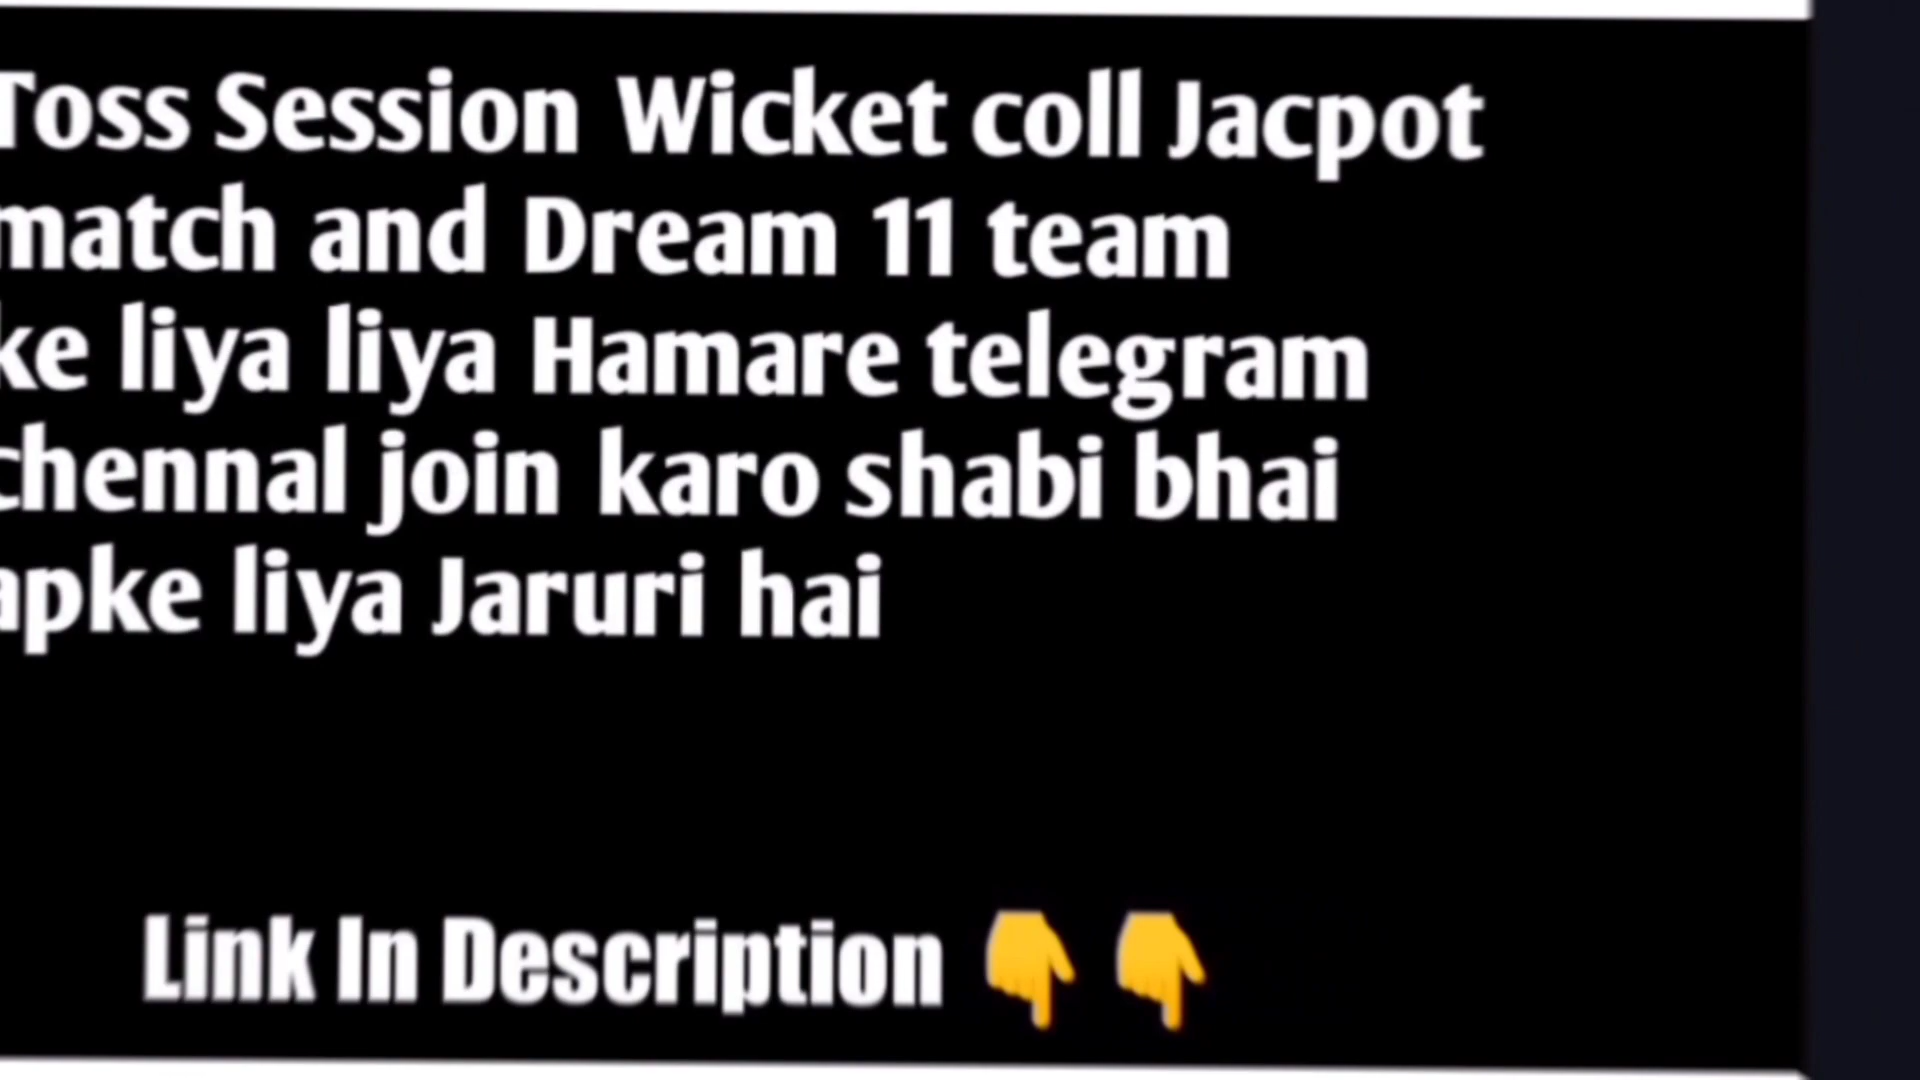 Toss Session Wicket coll Jacpot
match and Dream 11 team
ke liya liya Hamare telegram
chennal join karo shabi bhai
apke liya Jaruri hai
Link In Description 👇 👇